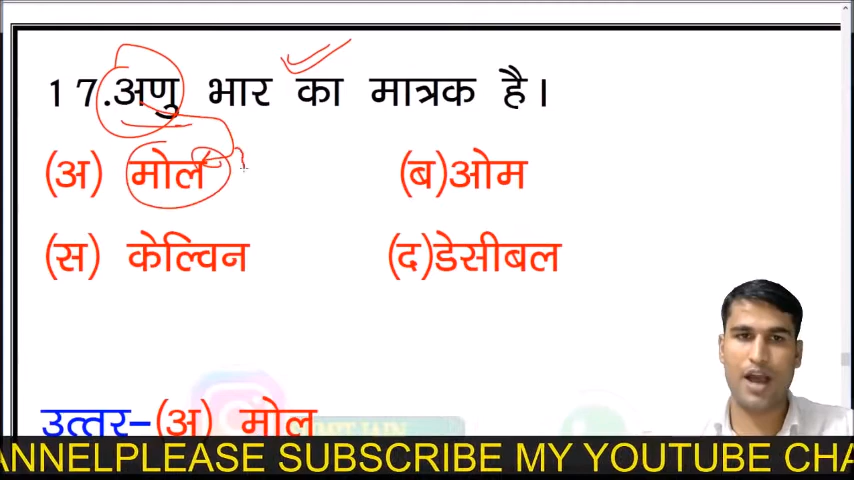 17.अणु भार का मात्रक है।
(अ) मोल (ब)ओम
(स) केल्विन (द)डेसीबल
उत्तर-(अ) मोल
ANNELPLEASE SUBSCRIBE MY YOUTUBE CHA